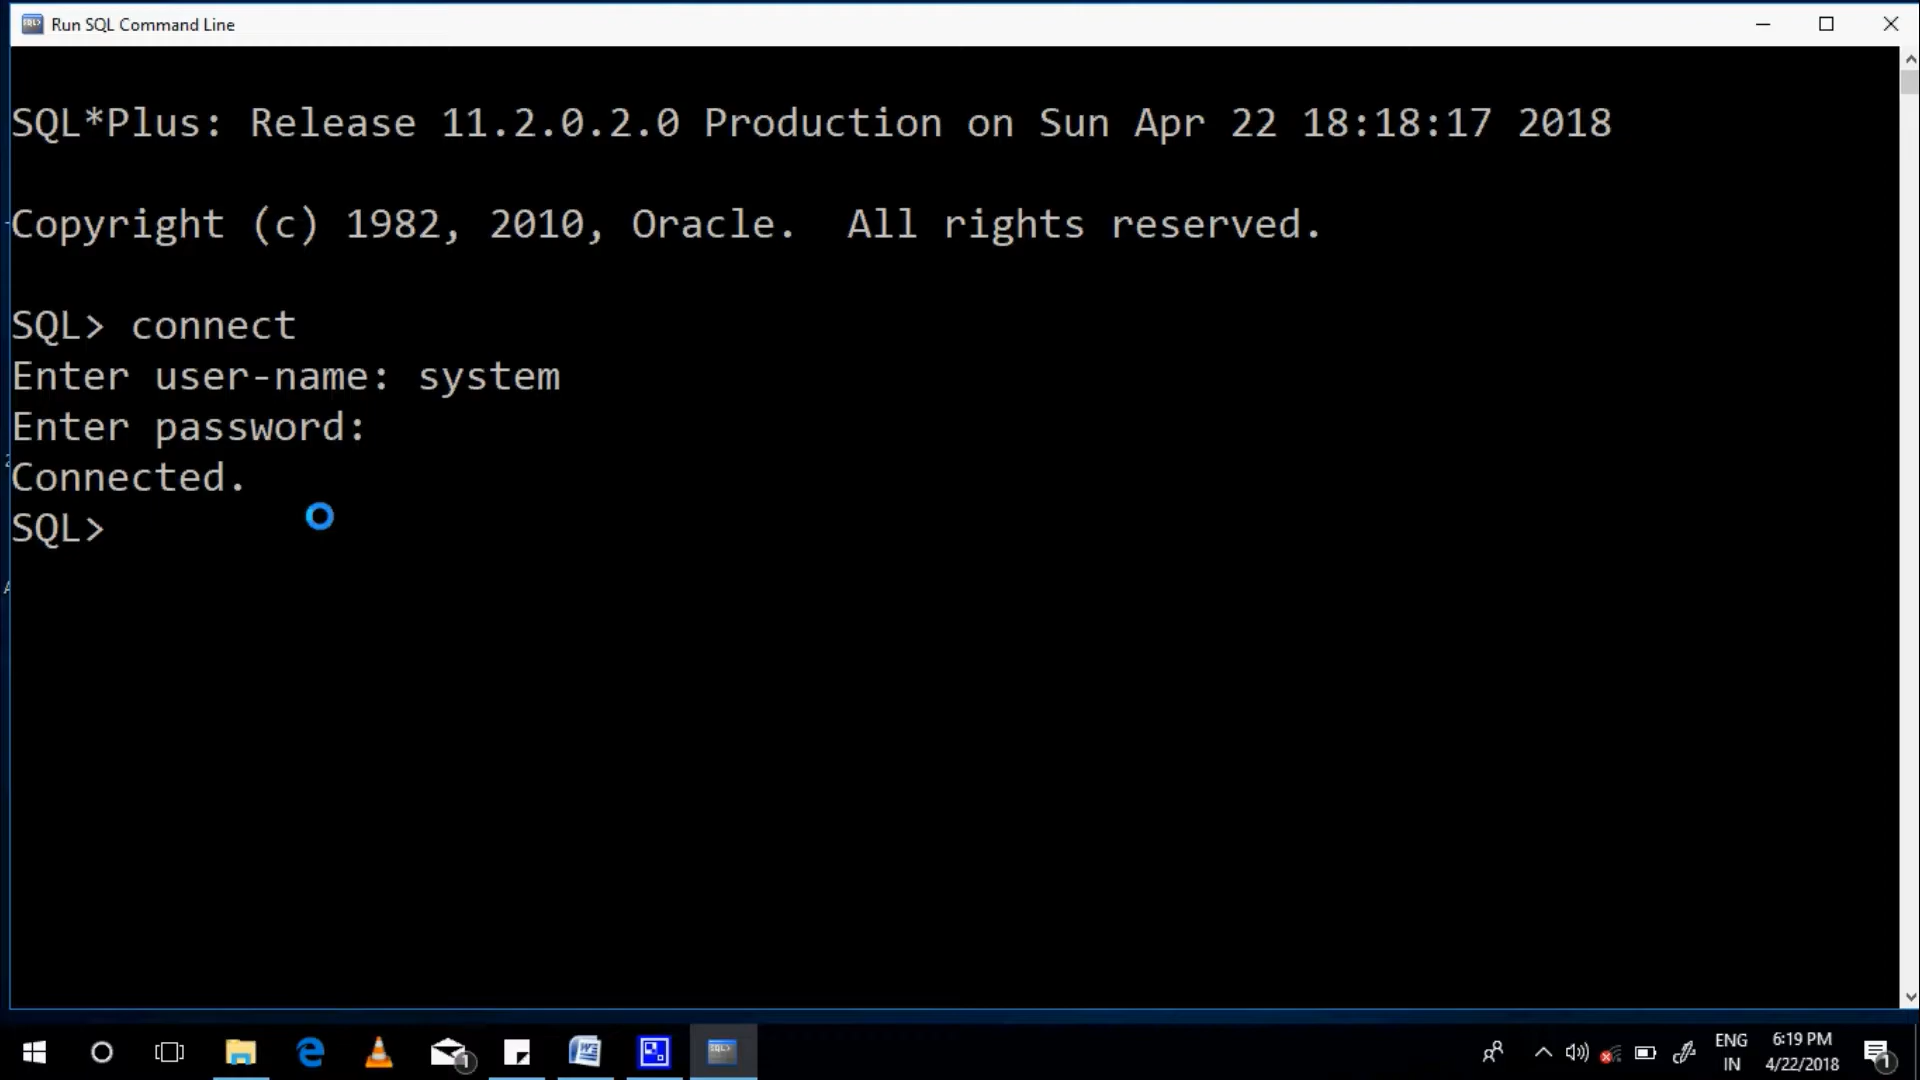 Run SQL Command Line
SQL*Plus: Release 11.2.0.2.0 Production on Sun Apr 22 18:18:17 2018
Copyright (c) 1982, 2010, Oracle.  All rights reserved.
SQL> connect
Enter user-name: system
Enter password:
Connected.
SQL>
1
ENG
IN
6:19 PM
4/22/2018
1